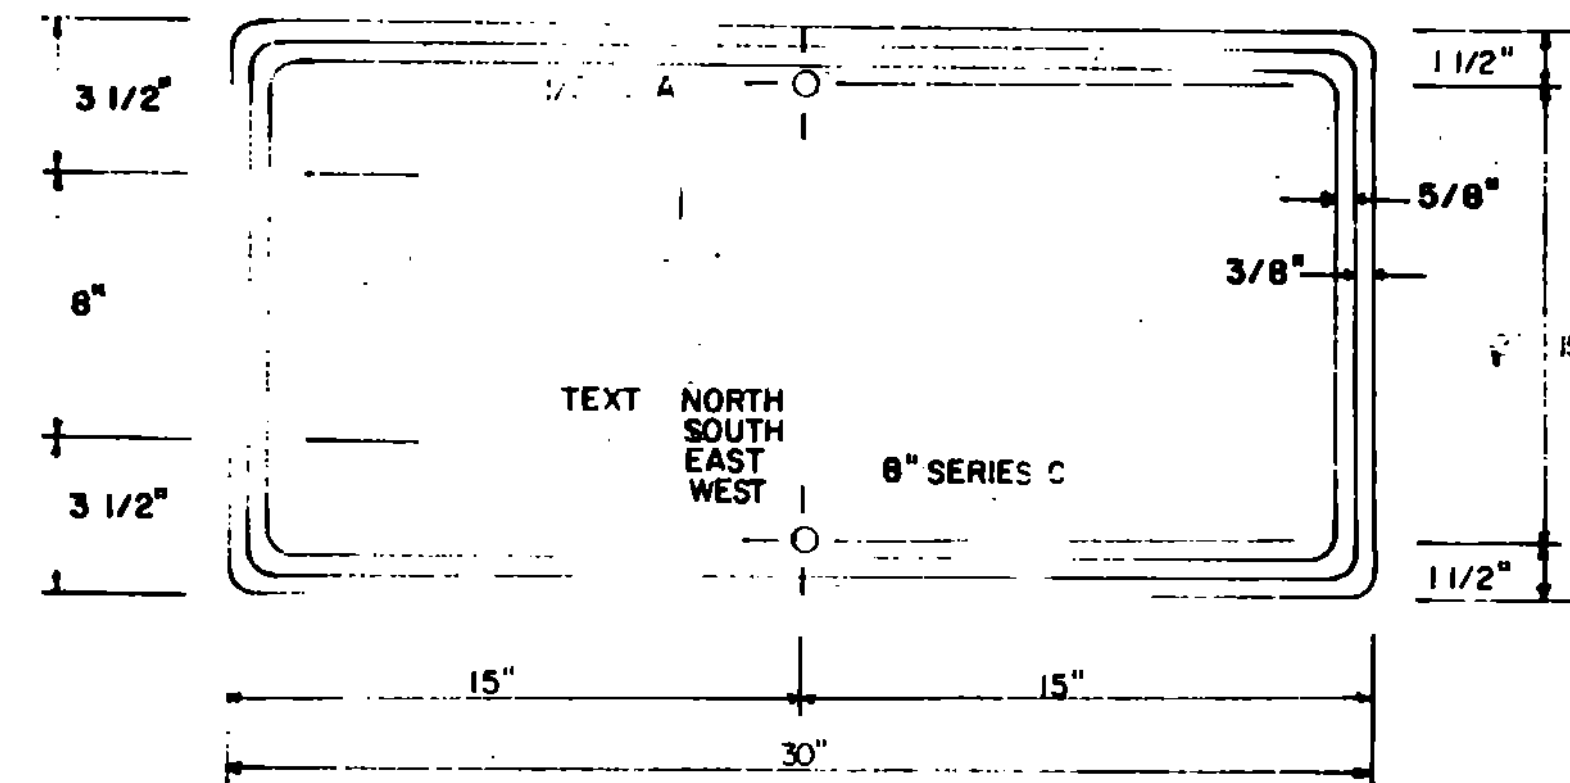 3 1/2"
1 1/2"
A
5/8"
3/8"
8"
TEXT NORTH
SOUTH
EAST
WEST
8" SERIES C
3 1/2"
1 1/2"
15"
15"
30"